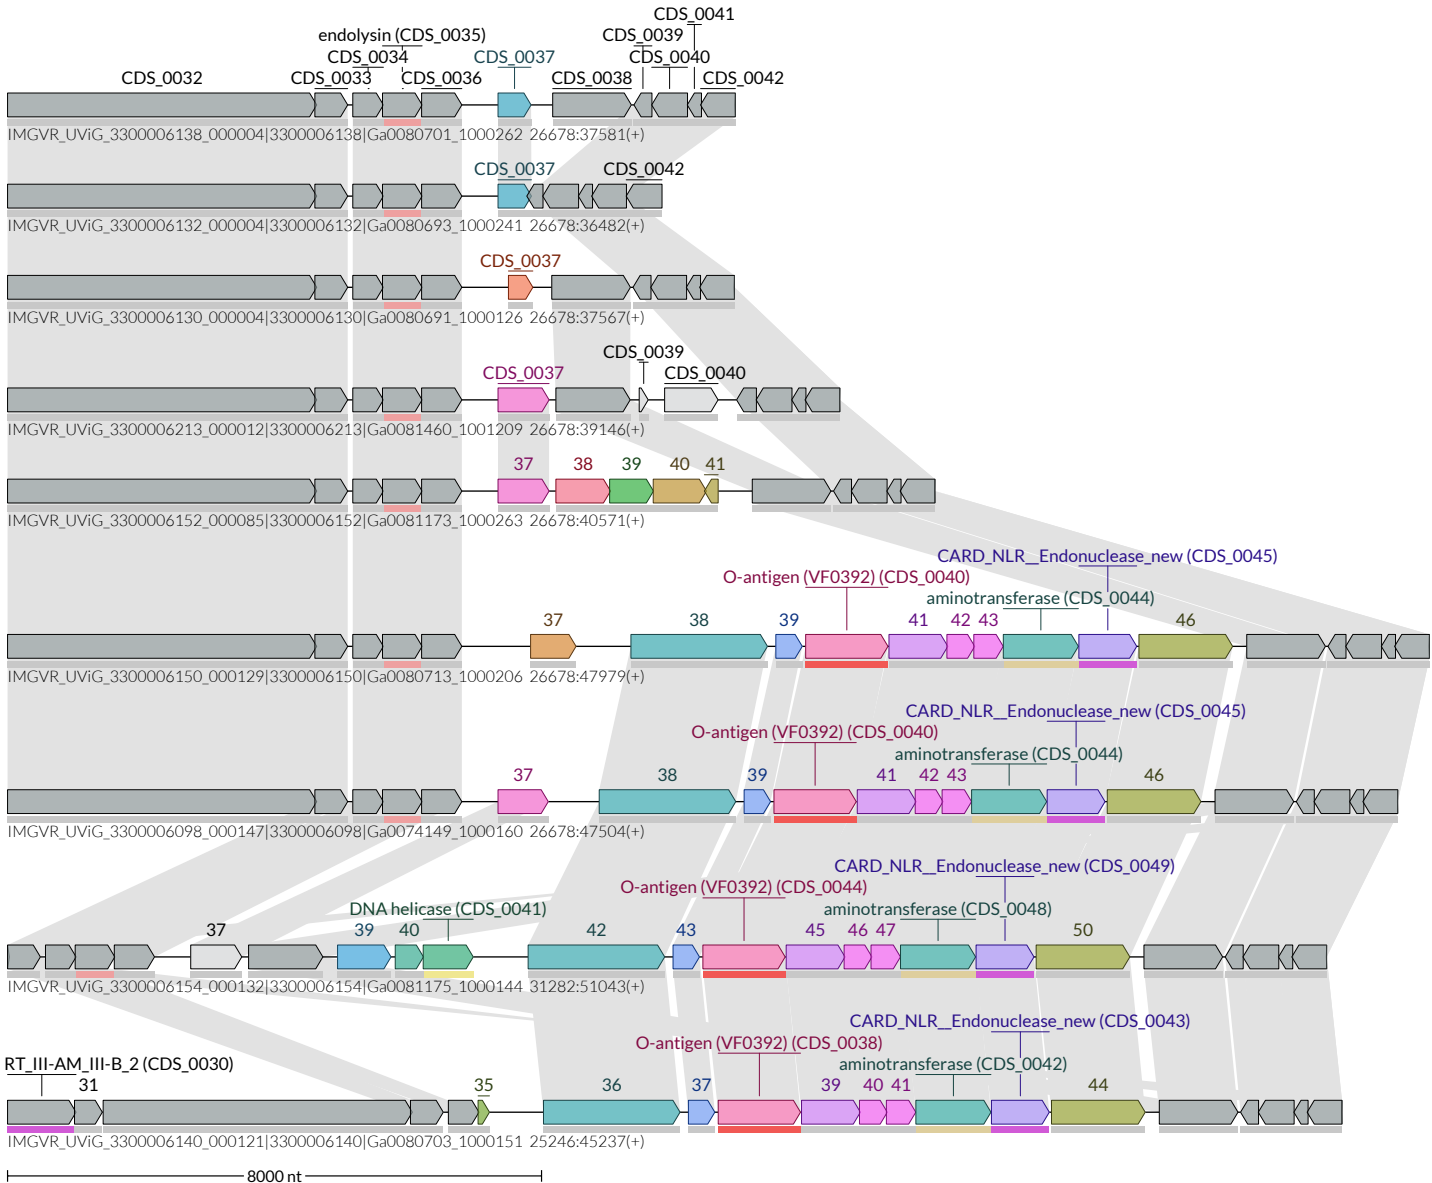 CDS_0041
endolysin (CDS_0035) CDS_0039
CDS_0034 CDS_0037 CDS_0040
CDS_0032 CDS_0033 CDS_0036 CDS_0038 CDS_0042
IMGVR_UViG_3300006138_000004|3300006138|Ga0080701_1000262 26678:37581(+)
CDS_0037 CDS_0042
IMGVR_UViG_3300006132_000004|3300006132|Ga0080693_1000241 26678:36482(+)
CDS_0037
IMGVR_UViG_3300006130_000004|3300006130|Ga0080691_1000126 26678:37567(+)
CDS_0039
CDS_0037 CDS_0040
IMGVR_UViG_3300006213_000012|3300006213|Ga0081460_1001209 26678:39146(+)
37 38 39 40 41
IMGVR_UViG_3300006152_000085|3300006152|Ga0081173_1000263 26678:40571(+)
CARD_NLR__Endonuclease_new (CDS_0045)
O-antigen (VF0392) (CDS_0040)
aminotransferase (CDS_0044)
37 38 39 41 42 43 46
IMGVR_UViG_3300006150_000129|3300006150|Ga0080713_1000206 26678:47979(+)
CARD_NLR__Endonuclease_new (CDS_0045)
O-antigen (VF0392) (CDS_0040)
aminotransferase (CDS_0044)
37 38 39 41 42 43 46
IMGVR_UViG_3300006098_000147|3300006098|Ga0074149_1000160 26678:47504(+)
CARD_NLR__Endonuclease_new (CDS_0049)
O-antigen (VF0392) (CDS_0044)
DNA helicase (CDS_0041) aminotransferase (CDS_0048)
37 39 40 42 43 45 46 47 50
IMGVR_UViG_3300006154_000132|3300006154|Ga0081175_1000144 31282:51043(+)
CARD_NLR__Endonuclease_new (CDS_0043)
O-antigen (VF0392) (CDS_0038)
RT_III-AM_III-B_2 (CDS_0030) aminotransferase (CDS_0042)
31 35 36 37 39 40 41 44
IMGVR_UViG_3300006140_000121|3300006140|Ga0080703_1000151 25246:45237(+)
8000 nt